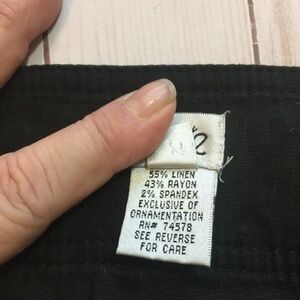 55% LINEN
43% RAYON
2% SPANDEX
EXCLUSIVE OF
ORNAMENTATION
RN# 74578
SEE REVERSE
FOR CARE